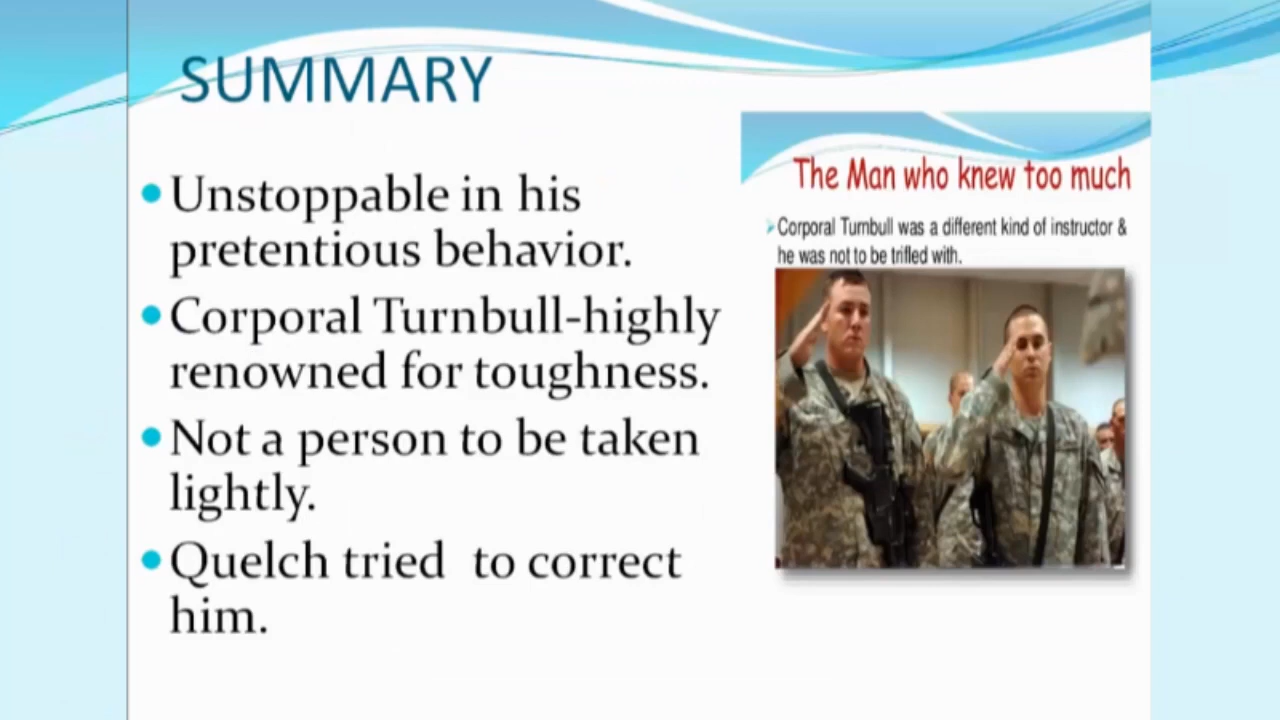 SUMMARY
Unstoppable in his
pretentious behavior.
Corporal Turnbull-highly
renowned for toughness.
Not a person to be taken
lightly.
Quelch tried  to correct
him.
The Man who knew too much
Corporal Turnbull was a different kind of instructor &
he was not to be trifled with.